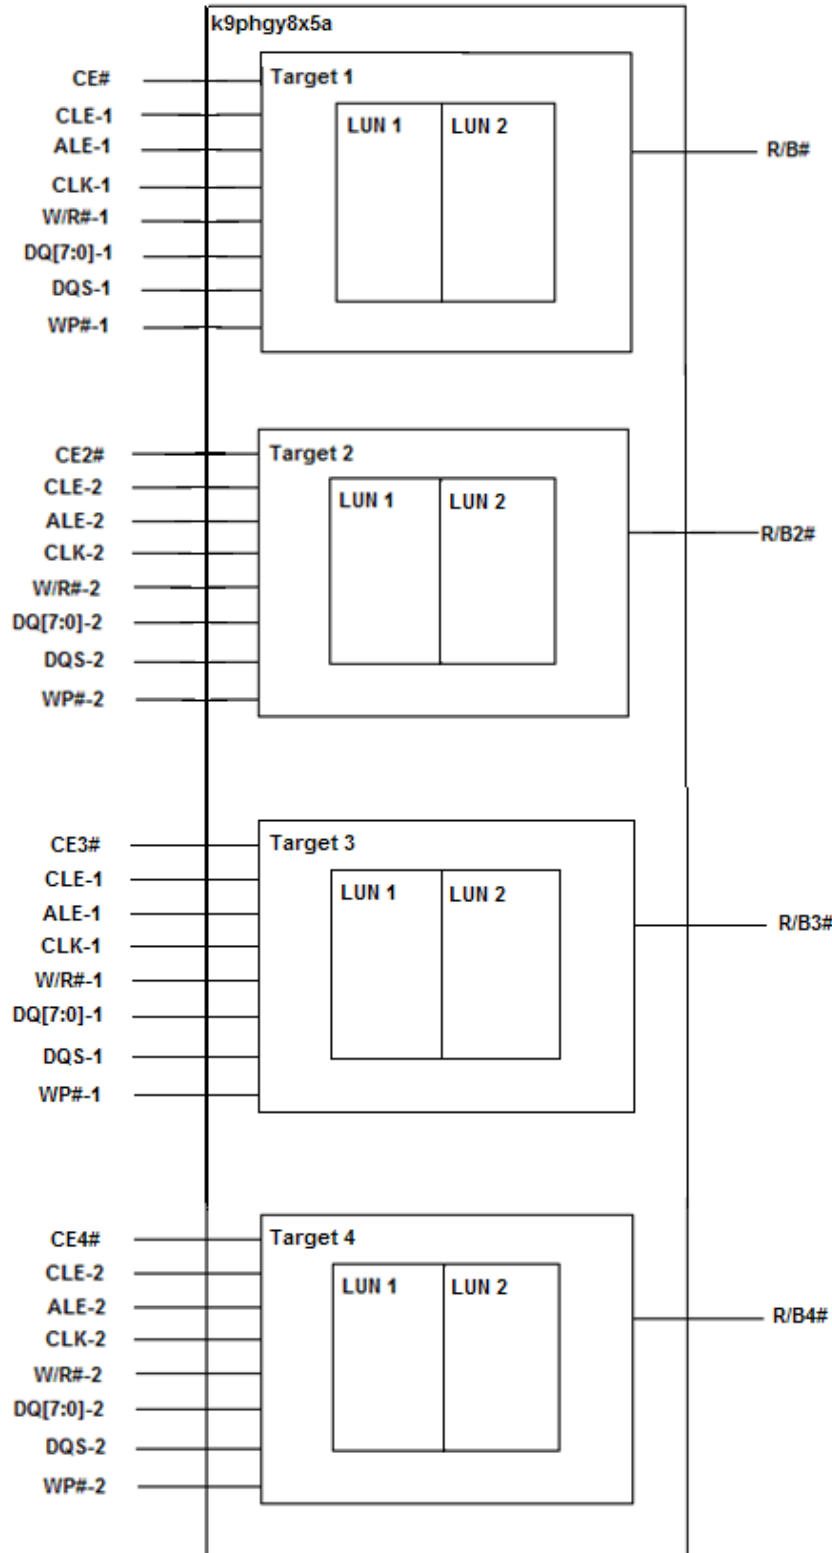 k9phgy8x5a
CE#
Target 1
CLE-1
LUN 1
LUN 2
ALE-1
R/B#
CLK-1
W/R#-1
DQ[7:0]-1
DQS-1
WP#-1
CE2#
Target 2
CLE-2
LUN 1
LUN 2
ALE-2
R/B2#
CLK-2
W/R#-2
DQ[7:0]-2
DQS-2
WP#-2
CE3#
Target 3
CLE-1
LUN 1
LUN 2
ALE-1
R/B3#
CLK-1
W/R#-1
DQ[7:0]-1
DQS-1
WP#-1
CE4#
Target 4
CLE-2
LUN 1
LUN 2
ALE-2
R/B4#
CLK-2
W/R#-2
DQ[7:0]-2
DQS-2
WP#-2